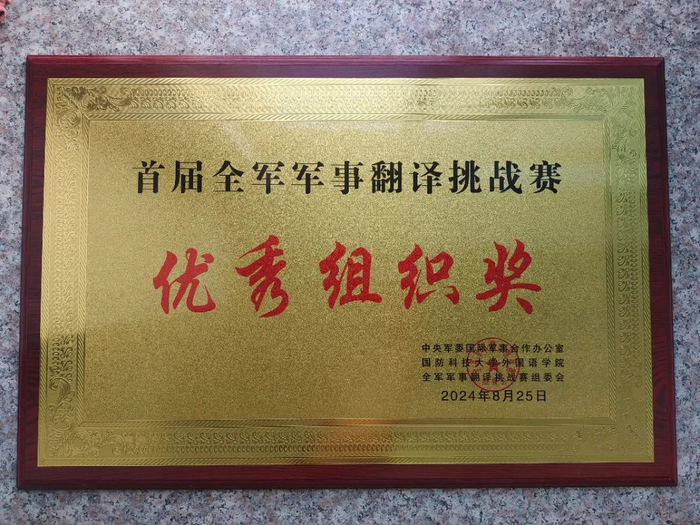 首届全军军事翻译挑战赛
优秀组织奖
中央军委国际军事合作办公室
国防科技大学外国语学院
全军军事翻译挑战赛组委会
2024年8月25日